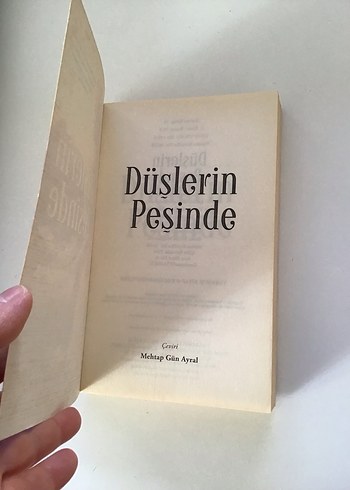 Düşlerin
Peşinde
Çeviri
Mehtap Gün Ayral